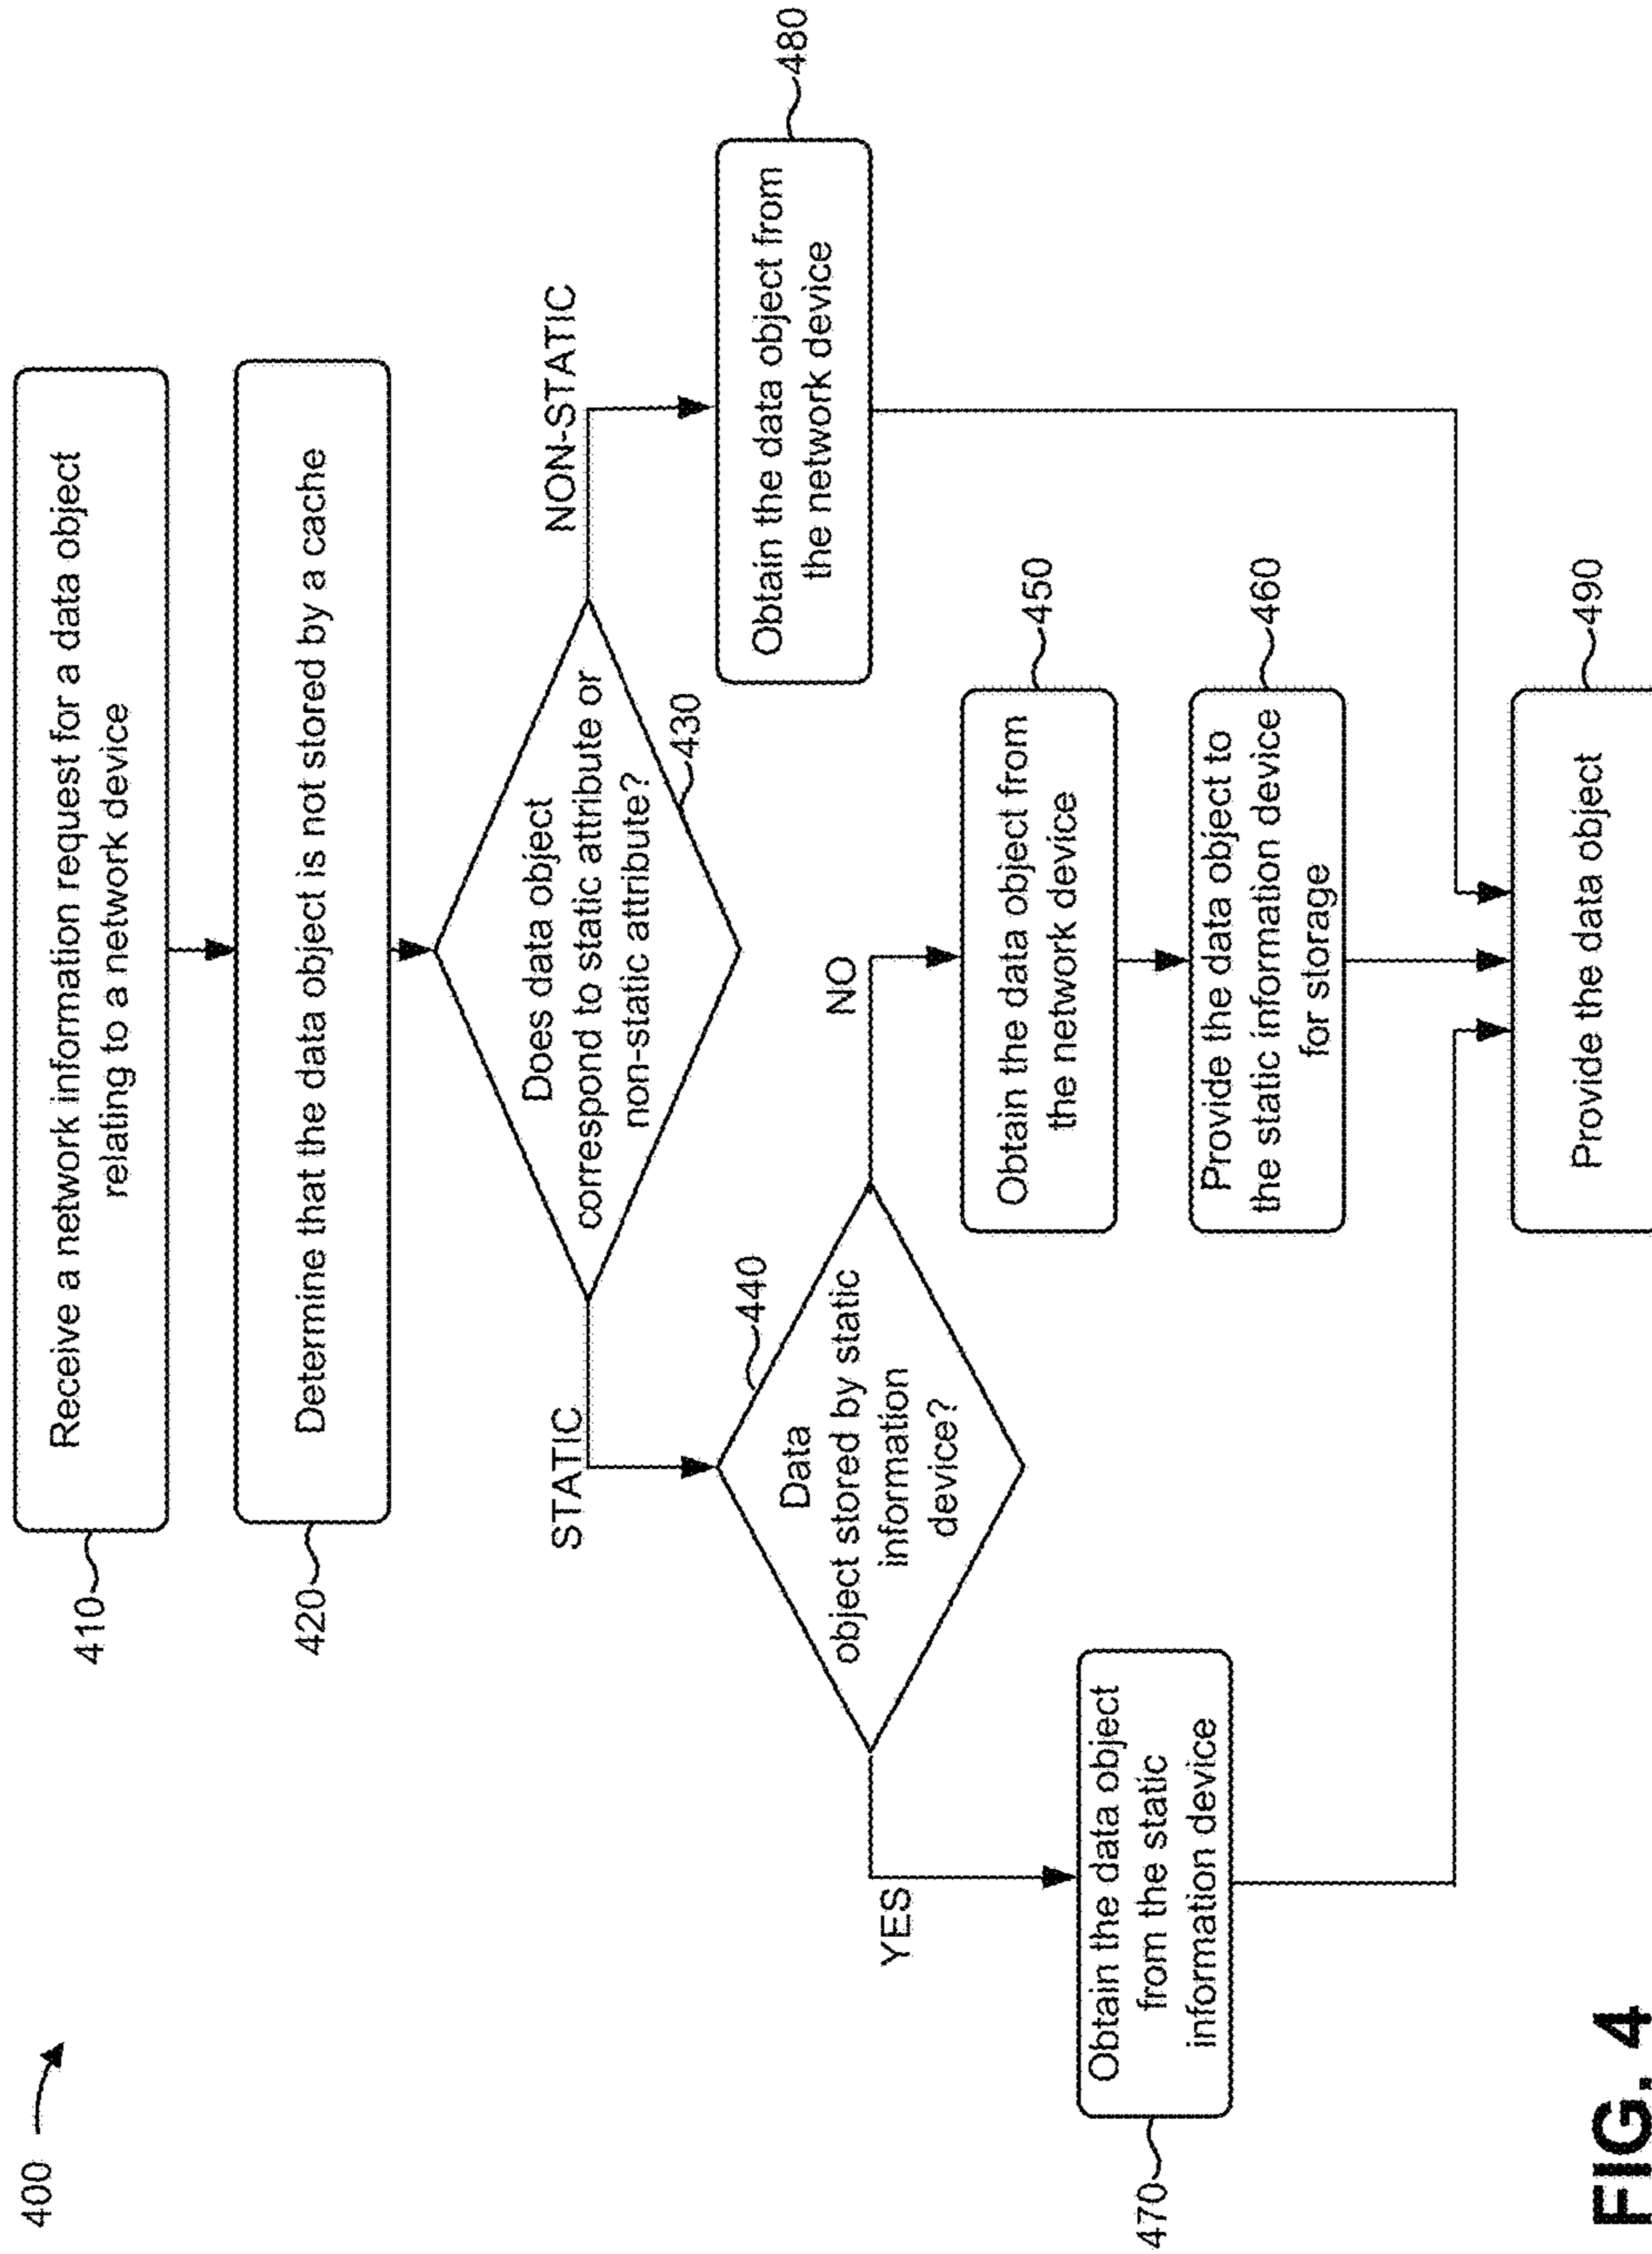 400
410
Receive a network information request for a data object
relating to a network device
420
Determine that the data object is not stored by a cache
Does data object
correspond to static attribute or
non-static attribute?
430
STATIC
NON-STATIC
440
Data
object stored by static
information
device?
480
Obtain the data object from
the network device
YES
NO
450
Obtain the data object from
the network device
470
Obtain the data object
from the static
information device
460
Provide the data object to
the static information device
for storage
490
Provide the data object
FIG. 4